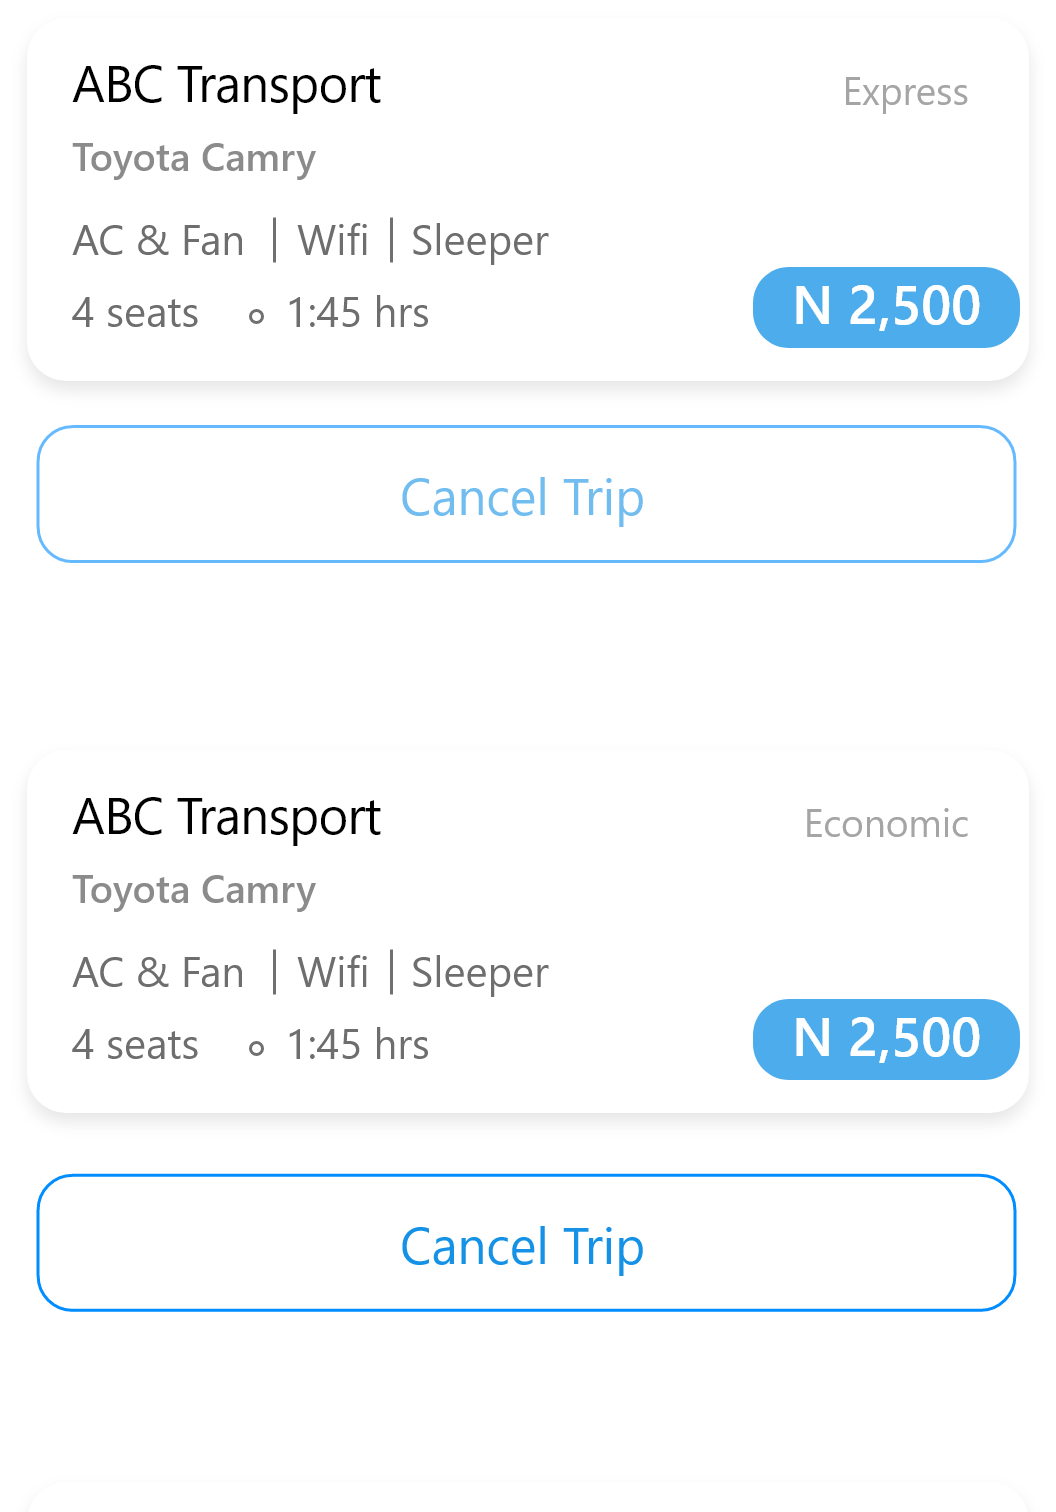 ABC Transport
Express
Toyota Camry
AC & Fan | Wifi | Sleeper
4 seats ∘ 1:45 hrs
N 2,500
Cancel Trip
ABC Transport
Economic
Toyota Camry
AC & Fan | Wifi | Sleeper
4 seats ∘ 1:45 hrs
N 2,500
Cancel Trip